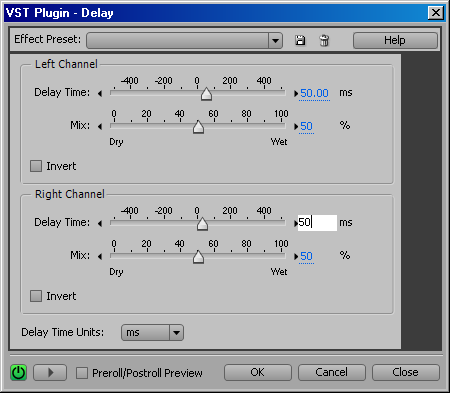 VST Plugin - Delay
Effect Preset: Help
Left Channel
-400 -200 0 200 400
Delay Time: 50.00 ms
0 20 40 60 80 100
Mix: 50 %
Dry Wet
Invert
Right Channel
-400 -200 0 200 400
Delay Time: 50 ms
0 20 40 60 80 100
Mix: 50 %
Dry Wet
Invert
Delay Time Units: ms
Preroll/Postroll Preview OK Cancel Close